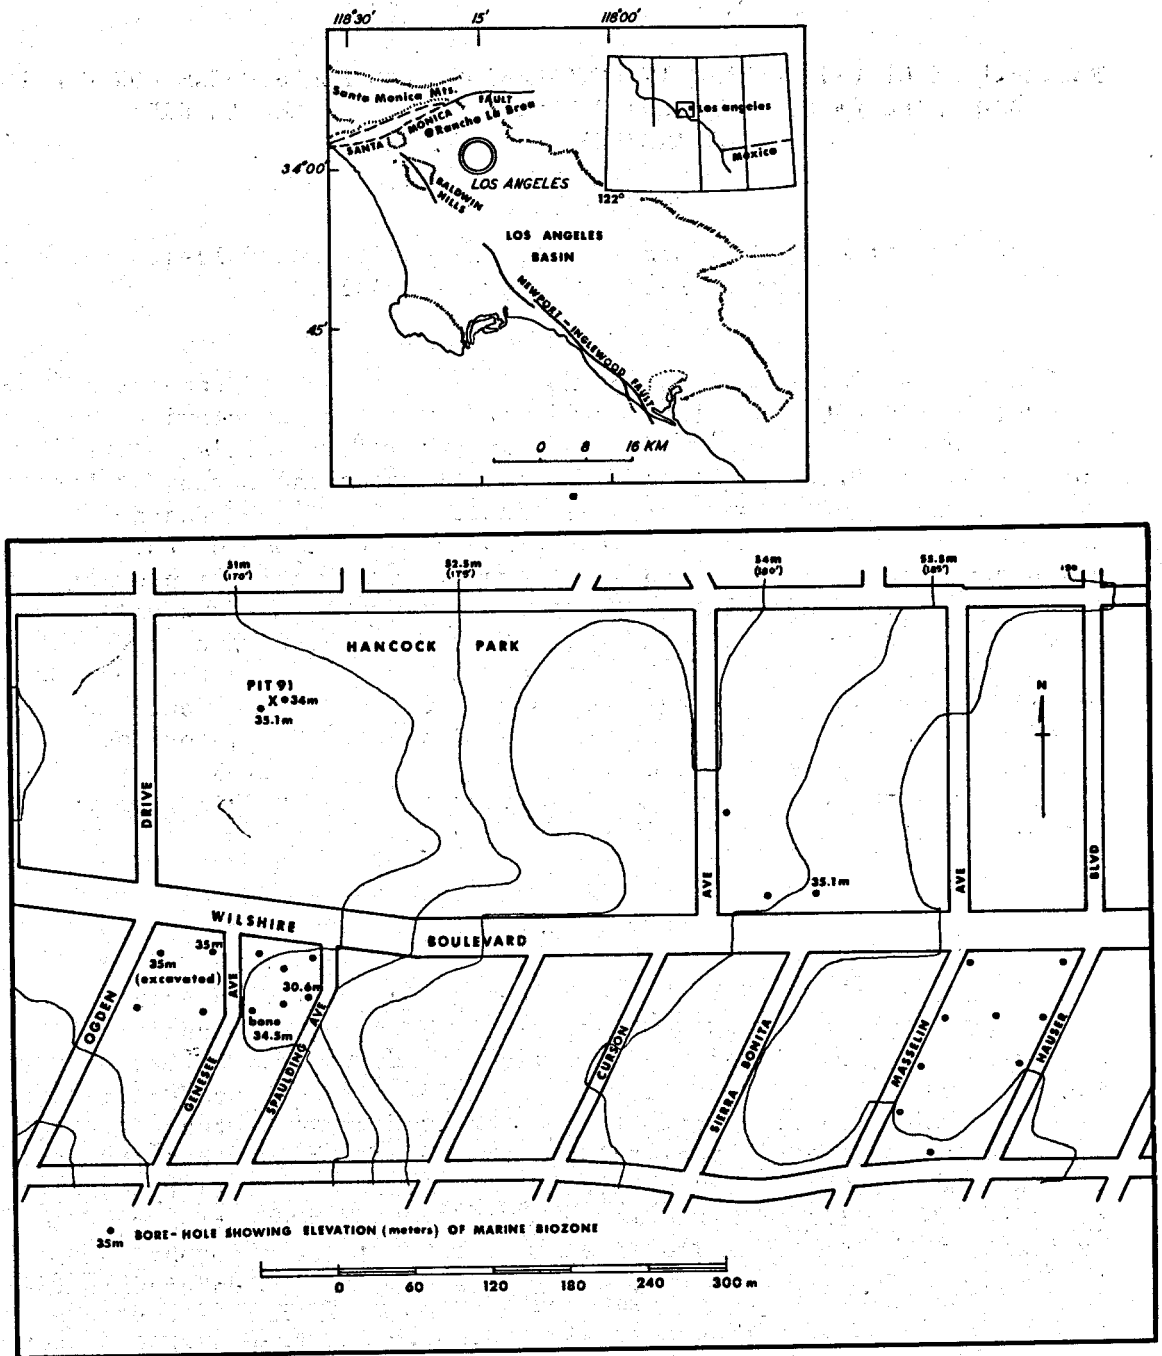 118°30'
15'
118°00'
Santa Monica Mts.
SANTA MONICA FAULT
Rancho La Brea
Los angeles
Mexico
122°
34°00'
LOS ANGELES
BALDWIN HILLS
LOS ANGELES
BASIN
45'
NEWPORT - INGLEWOOD FAULT
0 8 16 KM
51m
(170')
52.5m
(175')
54m
(180')
55.5m
(185')
190
HANCOCK PARK
PIT 91
X 34m
35.1m
N
DRIVE
AVE
AVE
BLVD
35.1m
WILSHIRE
BOULEVARD
35m
35m
(excavated)
AVE
30.6m
AVE
bone
34.5m
OGDEN
GENESEE
SPAULDING
CURSON
SIERRA BONITA
MASSELIN
HAUSER
35m BORE-HOLE SHOWING ELEVATION (meters) OF MARINE BIOZONE
0 60 120 180 240 300 m